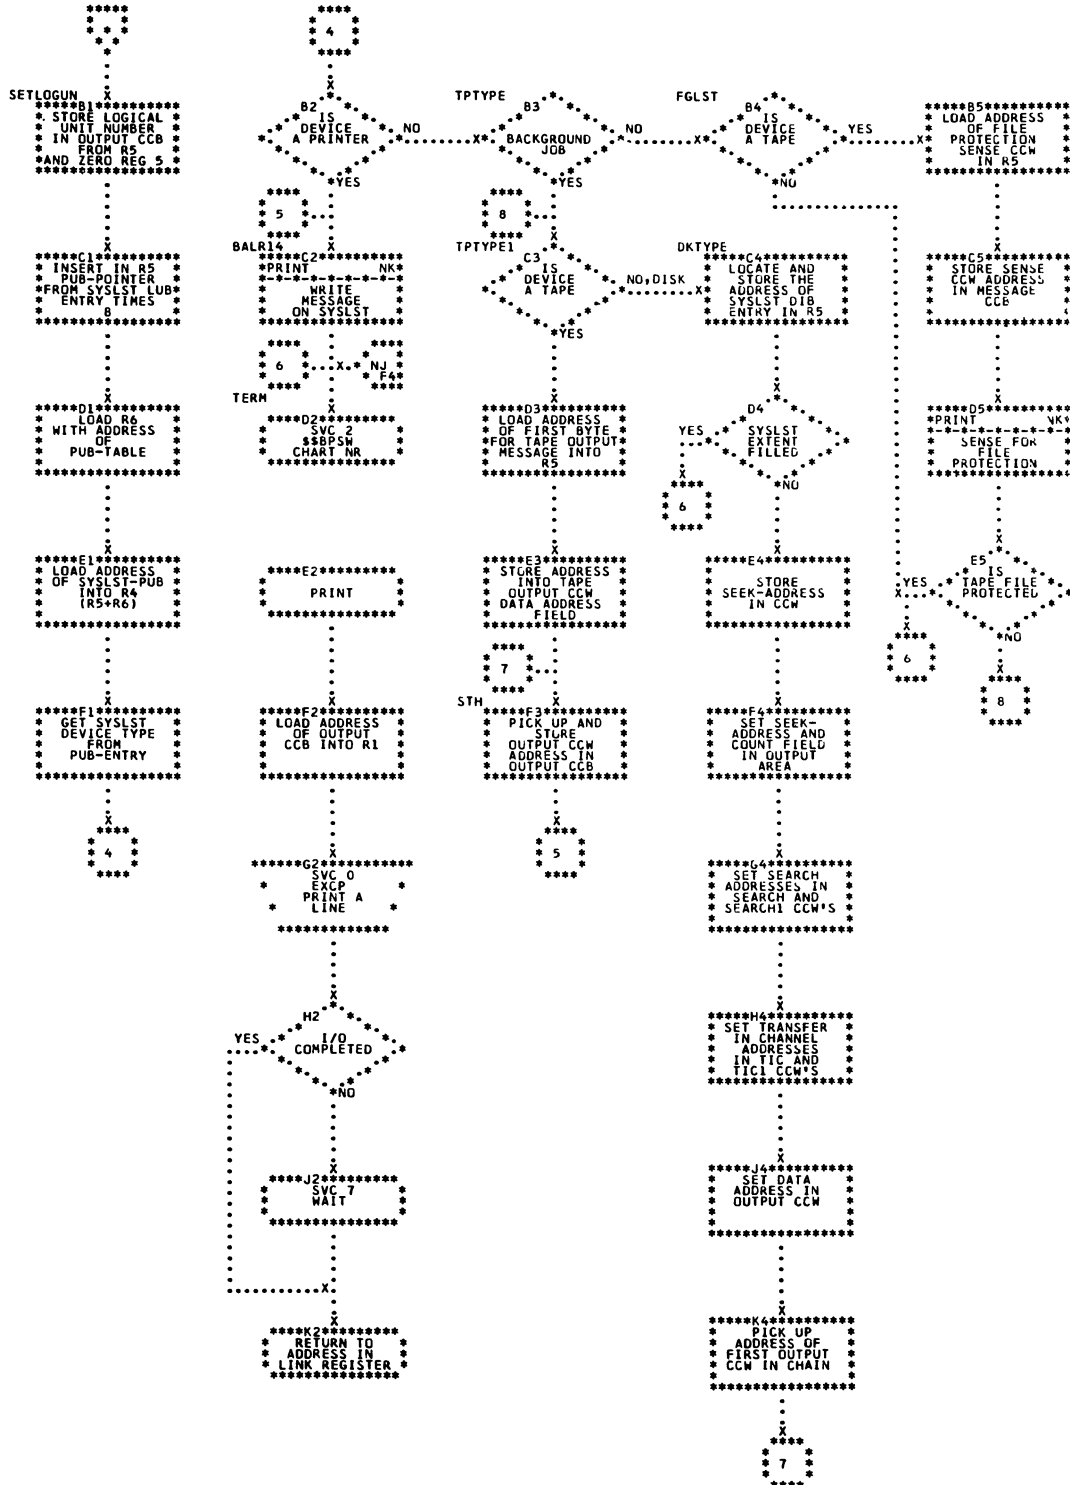 4
SETLOGUN
B1
STORE LOGICAL
UNIT NUMBER
IN OUTPUT CCB
FROM R5
AND ZERO REG 5
C1
INSERT IN R5
PUB-POINTER
FROM SYSLST LUB
ENTRY TIMES
8
D1
LOAD R6
WITH ADDRESS
OF
PUB-TABLE
E1
LOAD ADDRESS
OF SYSLST-PUB
INTO R4
(R5+R6)
F1
GET SYSLST
DEVICE TYPE
FROM
PUB-ENTRY
4
B2
IS
DEVICE
A PRINTER
NO
YES
5
BALR14
C2
PRINT NK
WRITE
MESSAGE
ON SYSLST
6
NJ
F4
TERM
D2
SVC 2
$$BPSW
CHART NR
E2
PRINT
F2
LOAD ADDRESS
OF OUTPUT
CCB INTO R1
G2
SVC 0
EXCP
PRINT A
LINE
H2
I/O
COMPLETED
YES
NO
J2
SVC 7
WAIT
K2
RETURN TO
ADDRESS IN
LINK REGISTER
TPTYPE
B3
BACKGROUND
JOB
NO
YES
8
TPTYPE1
C3
IS
DEVICE
A TAPE
NO,DISK
YES
D3
LOAD ADDRESS
OF FIRST BYTE
FOR TAPE OUTPUT
MESSAGE INTO
R5
E3
STORE ADDRESS
INTO TAPE
OUTPUT CCW
DATA ADDRESS
FIELD
7
STH
F3
PICK UP AND
STORE
OUTPUT CCW
ADDRESS IN
OUTPUT CCB
5
FGLST
B4
IS
DEVICE
A TAPE
YES
NO
DKTYPE
C4
LOCATE AND
STORE THE
ADDRESS OF
SYSLST DIB
ENTRY IN R5
D4
SYSLST
EXTENT
FILLED
YES
NO
6
E4
STORE
SEEK-ADDRESS
IN CCW
F4
SET SEEK-
ADDRESS AND
COUNT FIELD
IN OUTPUT
AREA
G4
SET SEARCH
ADDRESSES IN
SEARCH AND
SEARCH1 CCW'S
H4
SET TRANSFER
IN CHANNEL
ADDRESSES
IN TIC AND
TIC1 CCW'S
J4
SET DATA
ADDRESS IN
OUTPUT CCW
K4
PICK UP
ADDRESS OF
FIRST OUTPUT
CCW IN CHAIN
7
B5
LOAD ADDRESS
OF FILE
PROTECTION
SENSE CCW
IN R5
C5
STORE SENSE
CCW ADDRESS
IN MESSAGE
CCB
D5
PRINT NK
SENSE FOR
FILE
PROTECTION
E5
IS
TAPE FILE
PROTECTED
YES
NO
6
8